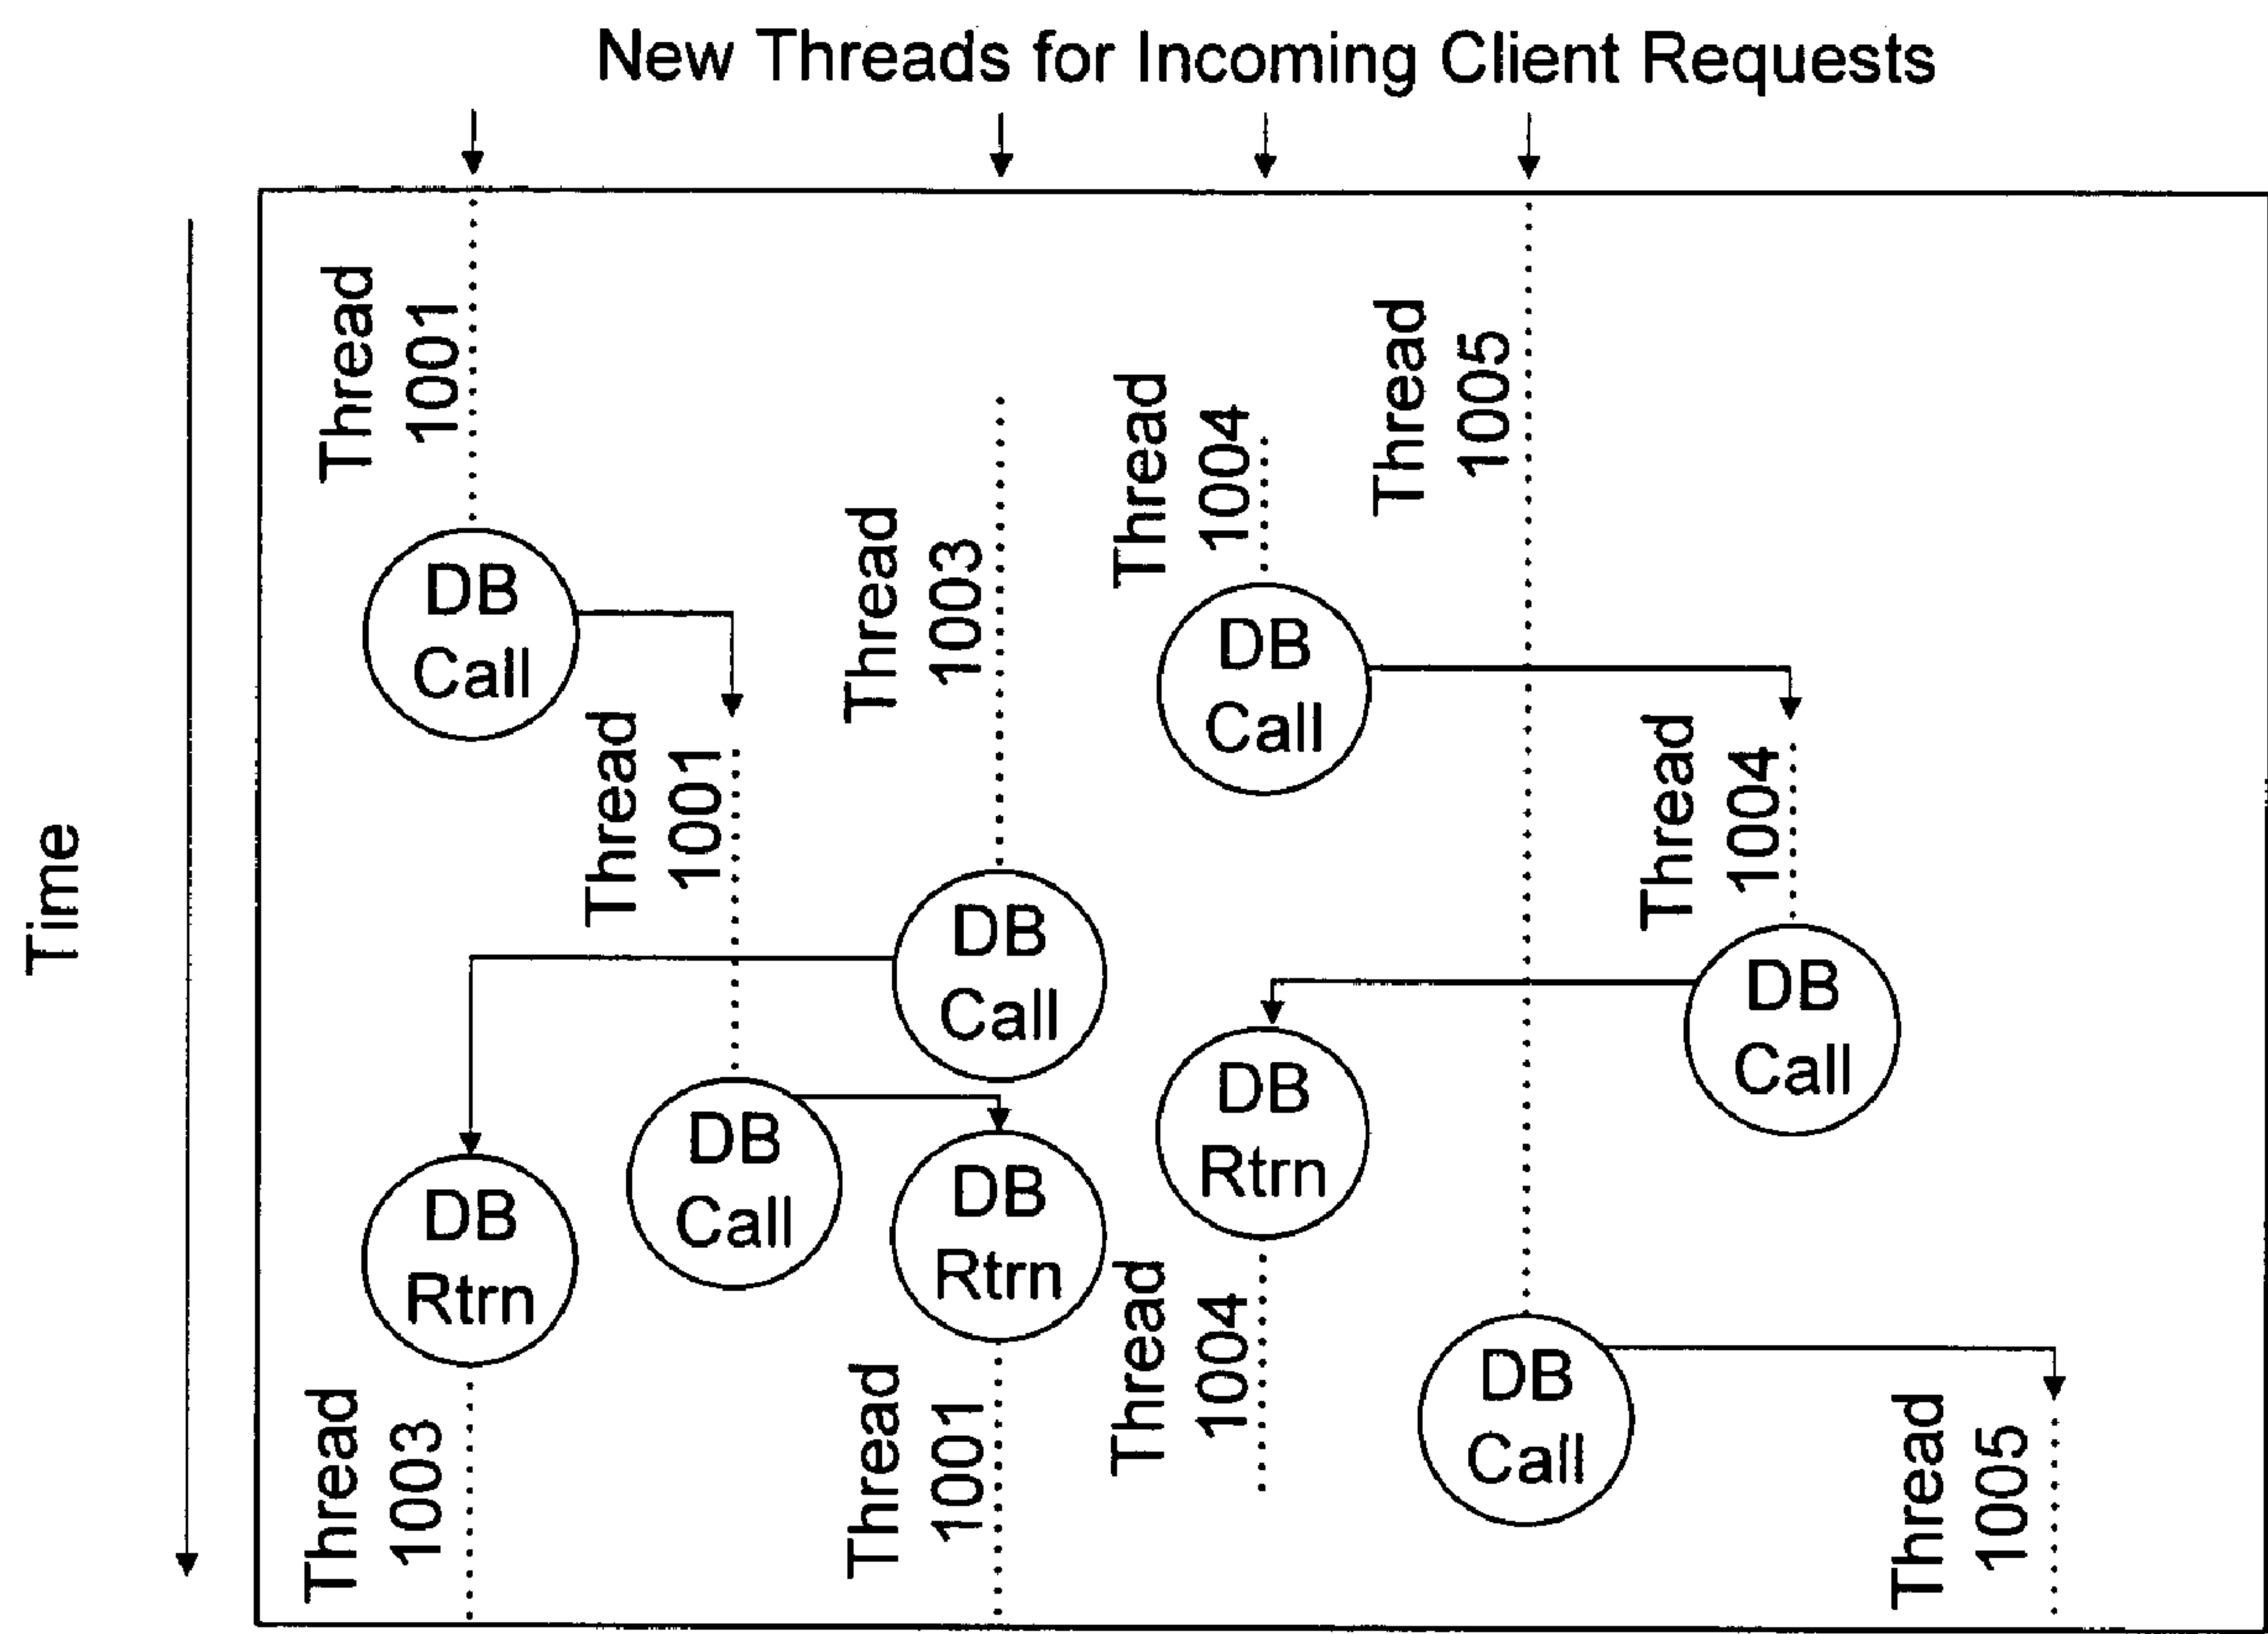 New Threads for Incoming Client Requests
Time
Thread
1001
DB
Call
Thread
1001
Thread
1003
Thread
1004
DB
Call
Thread
1005
Thread
1004
DB
Call
DB
Call
DB
Rtrn
DB
Call
DB
Rtrn
DB
Rtrn
Thread
1003
Thread
1001
Thread
1004
DB
Call
Thread
1005